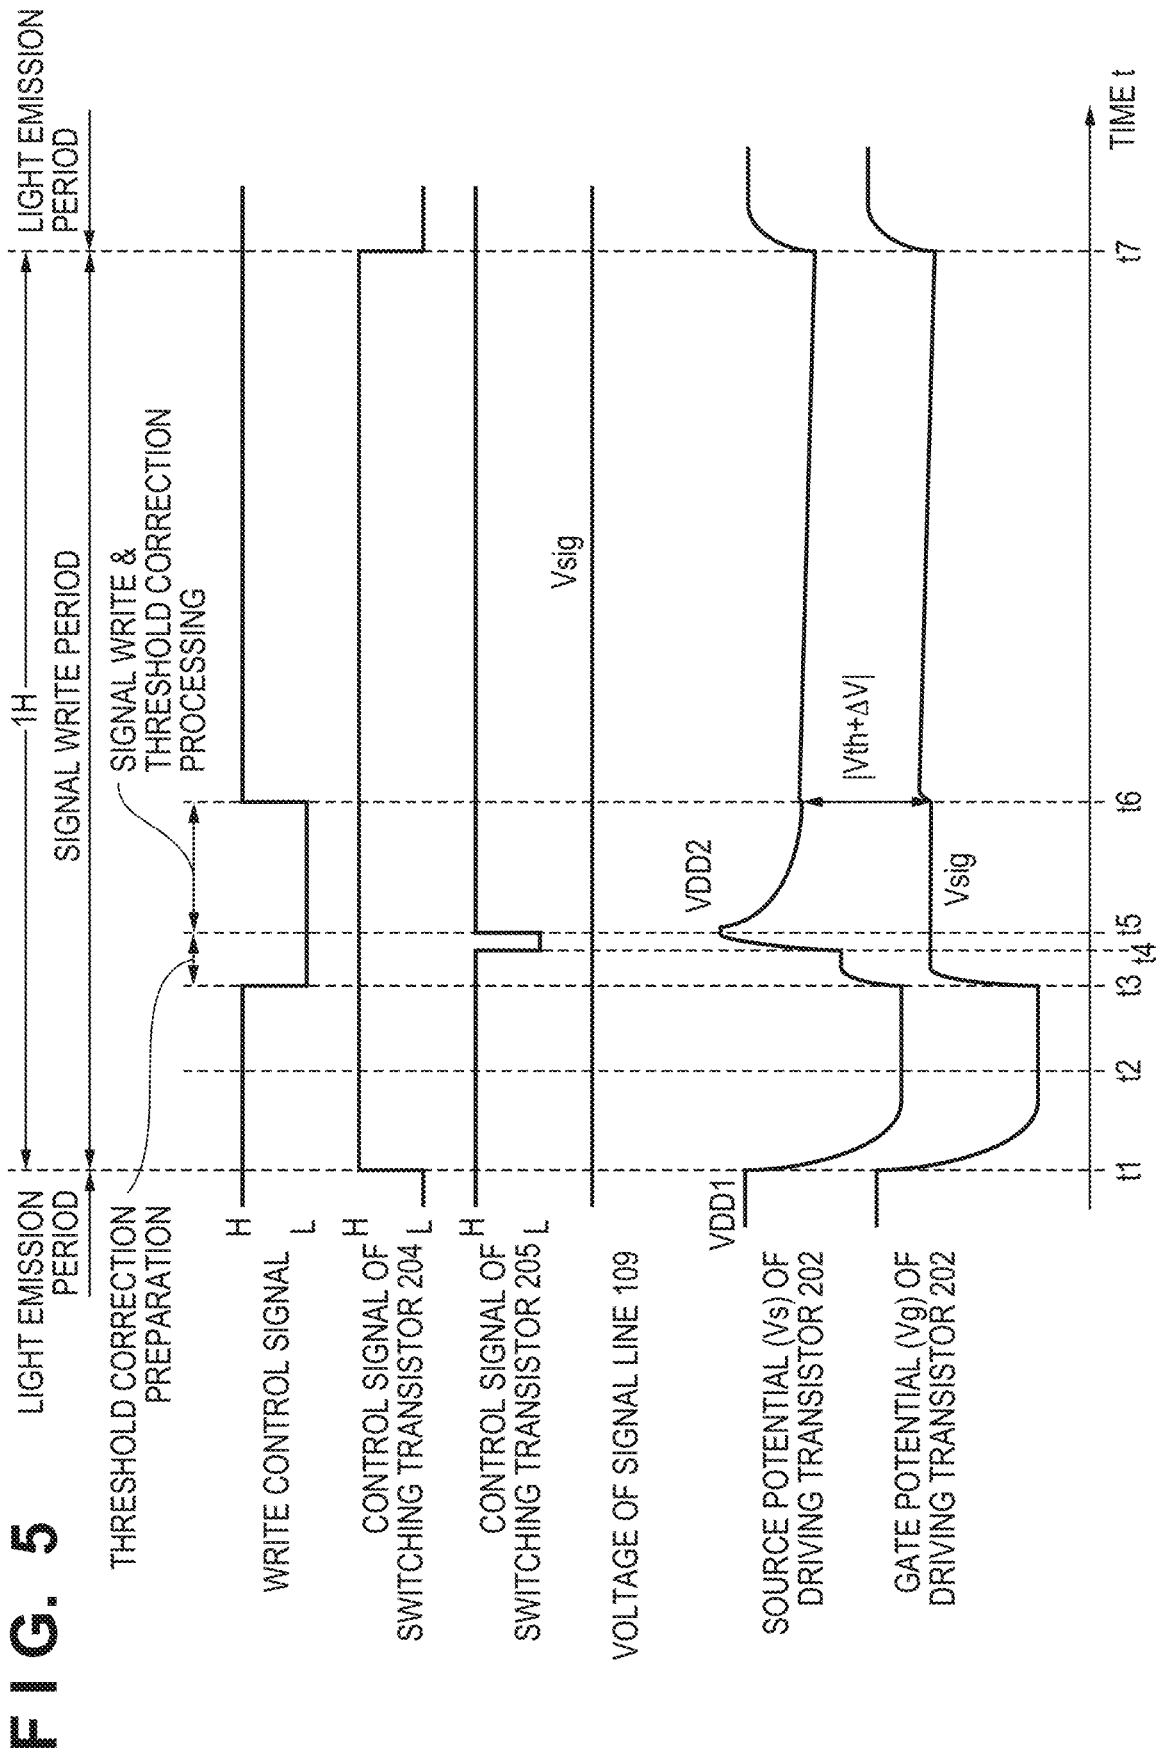 FIG. 5
LIGHT EMISSION
PERIOD
1H
SIGNAL WRITE PERIOD
LIGHT EMISSION
PERIOD
THRESHOLD CORRECTION
PREPARATION
SIGNAL WRITE &
THRESHOLD CORRECTION
PROCESSING
WRITE CONTROL SIGNAL
H
L
CONTROL SIGNAL OF
SWITCHING TRANSISTOR 204
H
L
CONTROL SIGNAL OF
SWITCHING TRANSISTOR 205
H
L
VOLTAGE OF SIGNAL LINE 109
Vsig
SOURCE POTENTIAL (Vs) OF
DRIVING TRANSISTOR 202
VDD1
VDD2
|Vth+ΔV|
GATE POTENTIAL (Vg) OF
DRIVING TRANSISTOR 202
Vsig
t1 t2 t3 t4 t5 t6 t7
TIME t